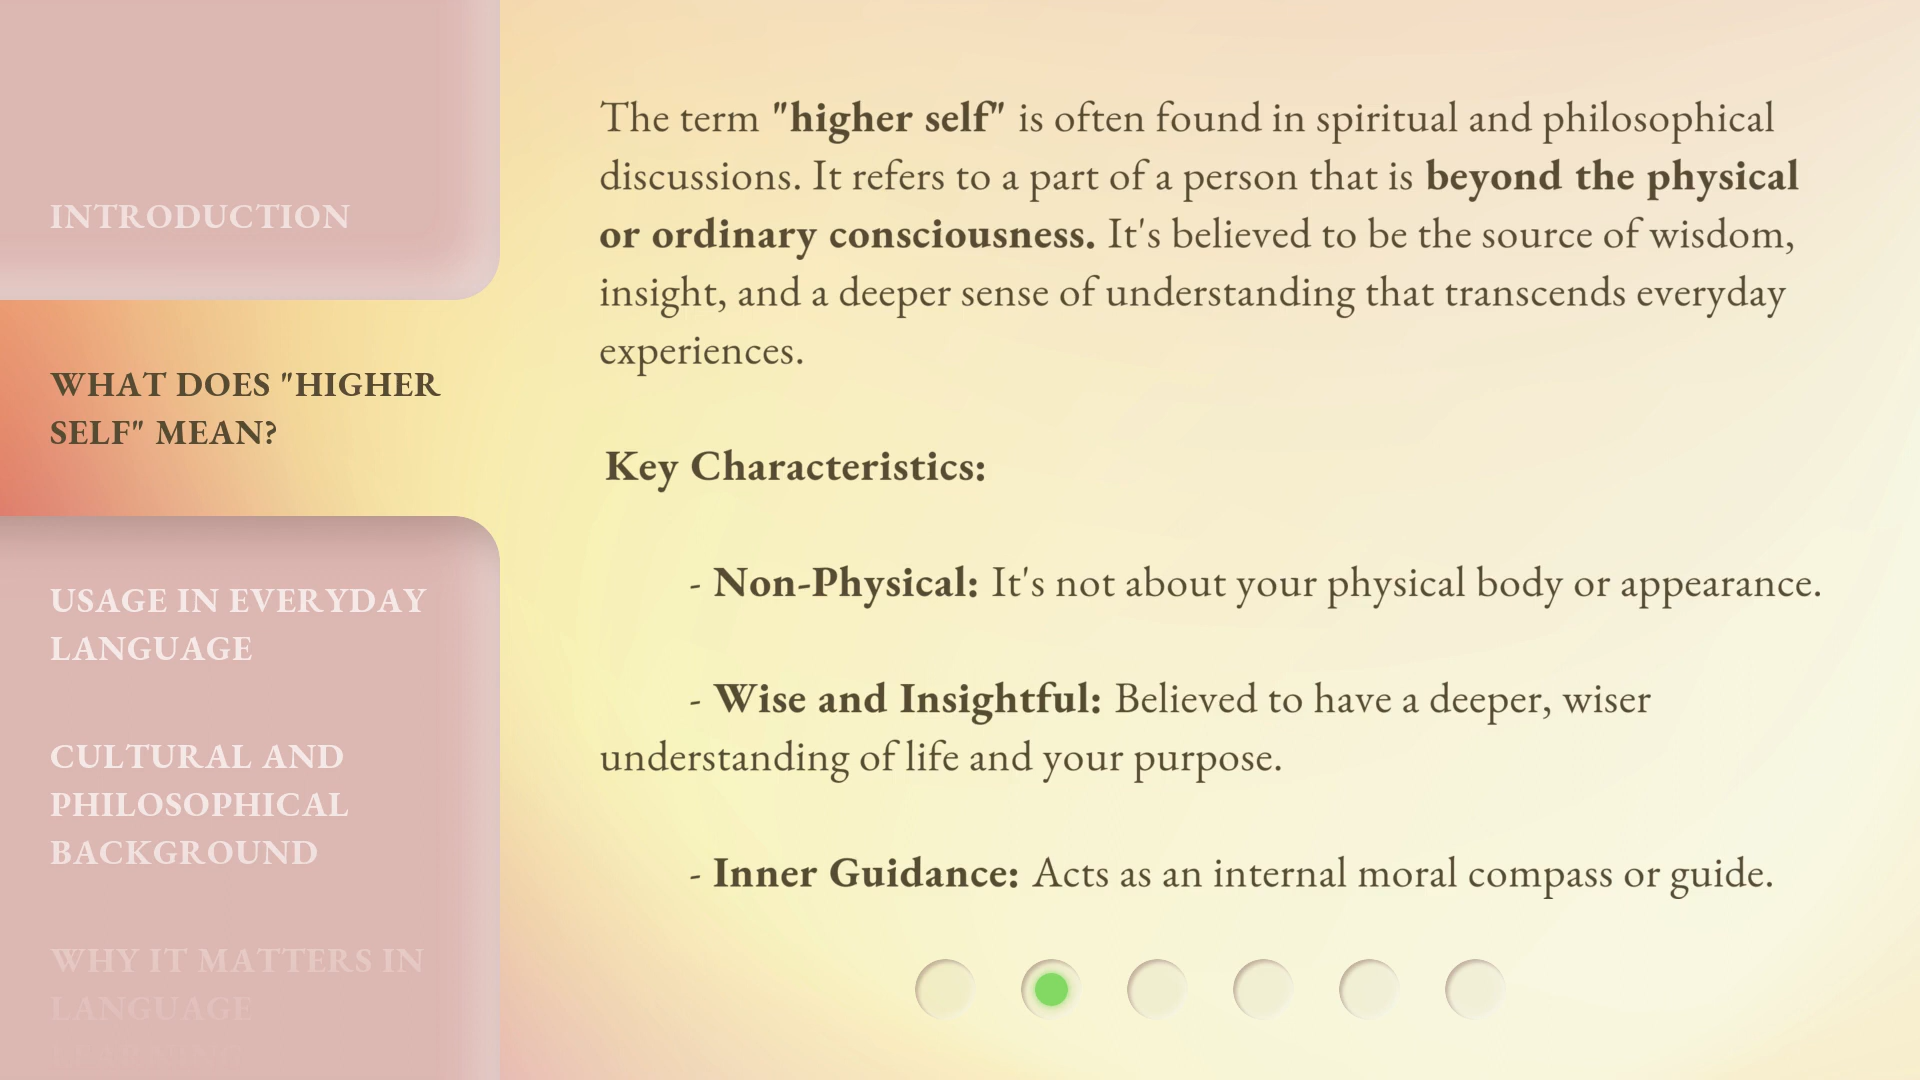 INTRODUCTION
WHAT DOES "HIGHER
SELF" MEAN?
USAGE IN EVERYDAY
LANGUAGE
CULTURAL AND
PHILOSOPHICAL
BACKGROUND
WHY IT MATTERS IN
LANGUAGE
LEARNING
The term "higher self" is often found in spiritual and philosophical
discussions. It refers to a part of a person that is beyond the physical
or ordinary consciousness. It's believed to be the source of wisdom,
insight, and a deeper sense of understanding that transcends everyday
experiences.
Key Characteristics:
- Non-Physical: It's not about your physical body or appearance.
- Wise and Insightful: Believed to have a deeper, wiser
understanding of life and your purpose.
- Inner Guidance: Acts as an internal moral compass or guide.